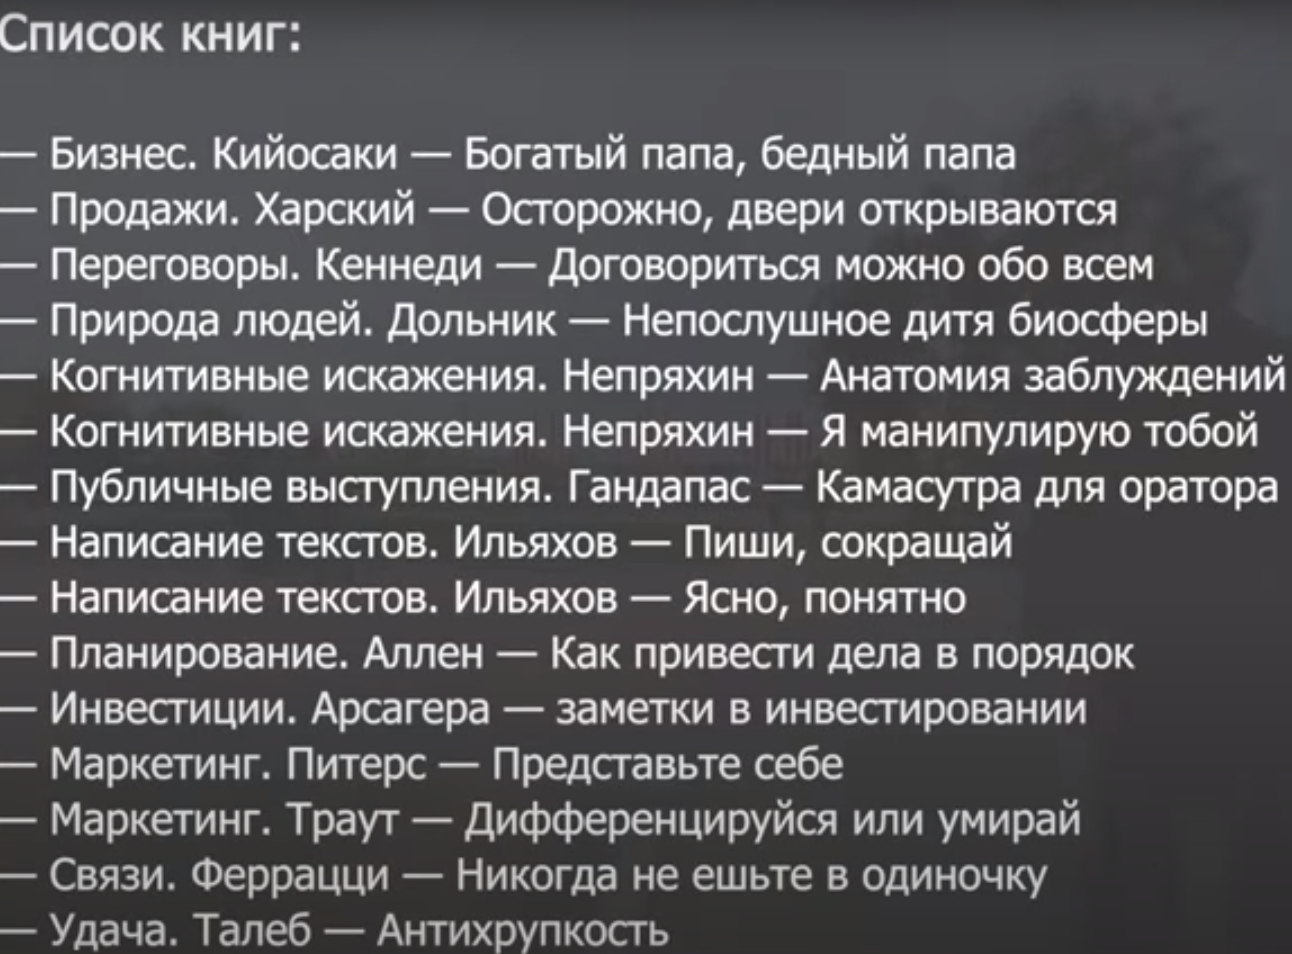 Список книг:
— Бизнес. Кийосаки — Богатый папа, бедный папа
— Продажи. Харский — Осторожно, двери открываются
— Переговоры. Кеннеди — Договориться можно обо всем
— Природа людей. Дольник — Непослушное дитя биосферы
— Когнитивные искажения. Непряхин — Анатомия заблуждений
— Когнитивные искажения. Непряхин — Я манипулирую тобой
— Публичные выступления. Гандапас — Камасутра для оратора
— Написание текстов. Ильяхов — Пиши, сокращай
— Написание текстов. Ильяхов — Ясно, понятно
— Планирование. Аллен — Как привести дела в порядок
— Инвестиции. Арсагера — заметки в инвестировании
— Маркетинг. Питерс — Представьте себе
— Маркетинг. Траут — Дифференцируйся или умирай
— Связи. Феррацци — Никогда не ешьте в одиночку
— Удача. Талеб — Антихрупкость